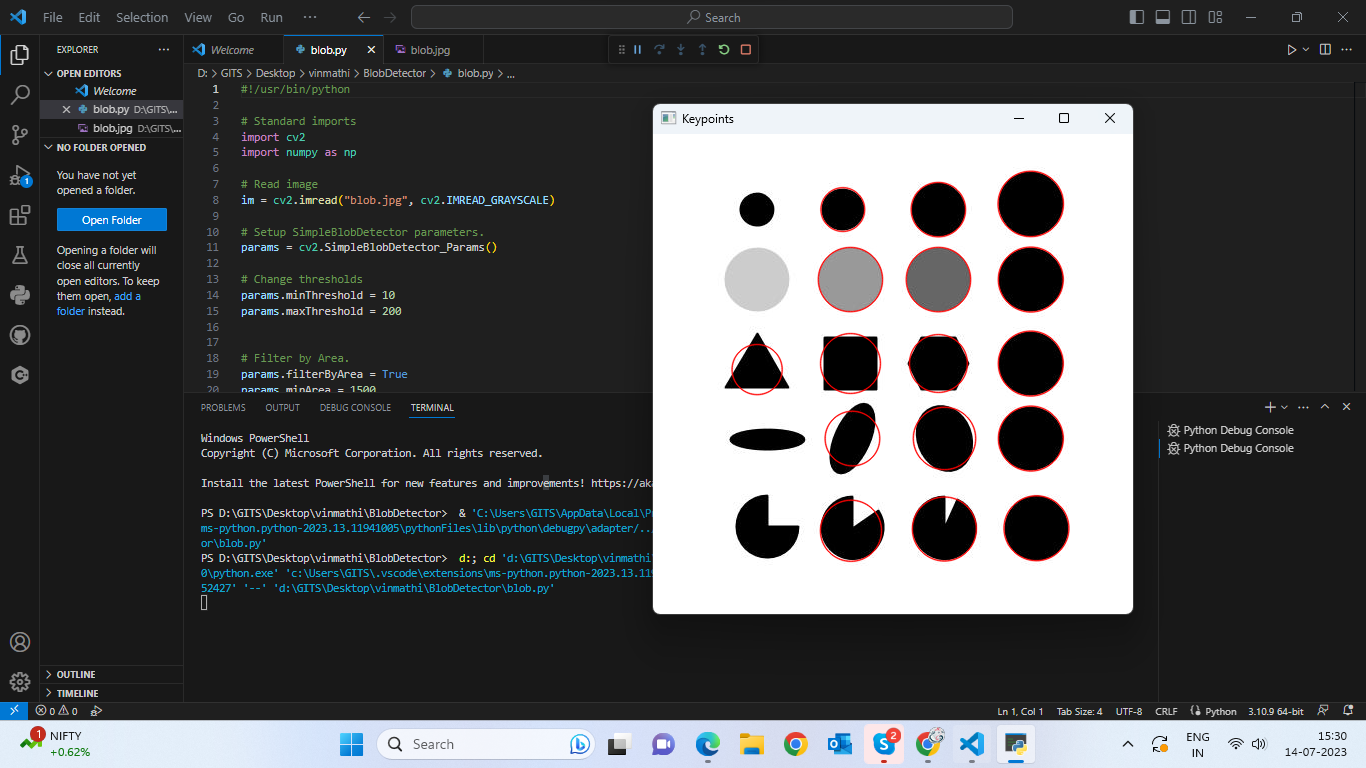 File Edit Selection View Go Run ··· Search
EXPLORER ···
OPEN EDITORS
Welcome
blob.py D:\GITS\...
blob.jpg D:\GITS\...
NO FOLDER OPENED
You have not yet
opened a folder.
Open Folder
Opening a folder will
close all currently
open editors. To keep
them open, add a
folder instead.
OUTLINE
TIMELINE
Welcome blob.py blob.jpg
D: > GITS > Desktop > vinmathi > BlobDetector > blob.py > ...
1 #!/usr/bin/python
2
3 # Standard imports
4 import cv2
5 import numpy as np
6
7 # Read image
8 im = cv2.imread("blob.jpg", cv2.IMREAD_GRAYSCALE)
9
10 # Setup SimpleBlobDetector parameters.
11 params = cv2.SimpleBlobDetector_Params()
12
13 # Change thresholds
14 params.minThreshold = 10
15 params.maxThreshold = 200
16
17
18 # Filter by Area.
19 params.filterByArea = True
20 params.minArea = 1500
Keypoints
PROBLEMS OUTPUT DEBUG CONSOLE TERMINAL
Windows PowerShell
Copyright (C) Microsoft Corporation. All rights reserved.
Install the latest PowerShell for new features and improvements! https://aka
PS D:\GITS\Desktop\vinmathi\BlobDetector> & 'C:\Users\GITS\AppData\Local\P
ms-python.python-2023.13.11941005\pythonFiles\lib\python\debugpy\adapter/../
or\blob.py'
PS D:\GITS\Desktop\vinmathi\BlobDetector> d:; cd 'd:\GITS\Desktop\vinmathi
0\python.exe' 'c:\Users\GITS\.vscode\extensions\ms-python.python-2023.13.119
52427' '--' 'd:\GITS\Desktop\vinmathi\BlobDetector\blob.py'
Python Debug Console
Python Debug Console
1
0 0 Ln 1, Col 1 Tab Size: 4 UTF-8 CRLF Python 3.10.9 64-bit
1 NIFTY
+0.62%
Search
2
ENG
IN
15:30
14-07-2023